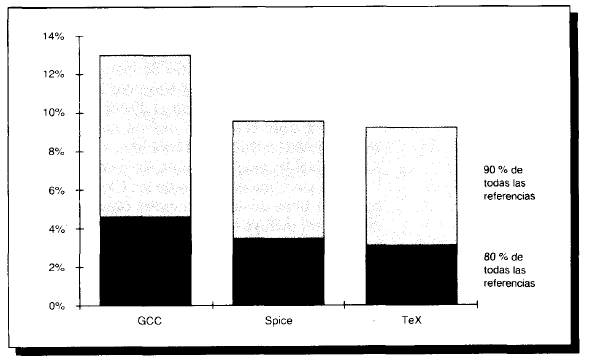 14%
12%
10%
8%
6%
4%
2%
0%
90 % de
todas las
referencias
80 % de
todas las
referencias
GCC
Spice
TeX